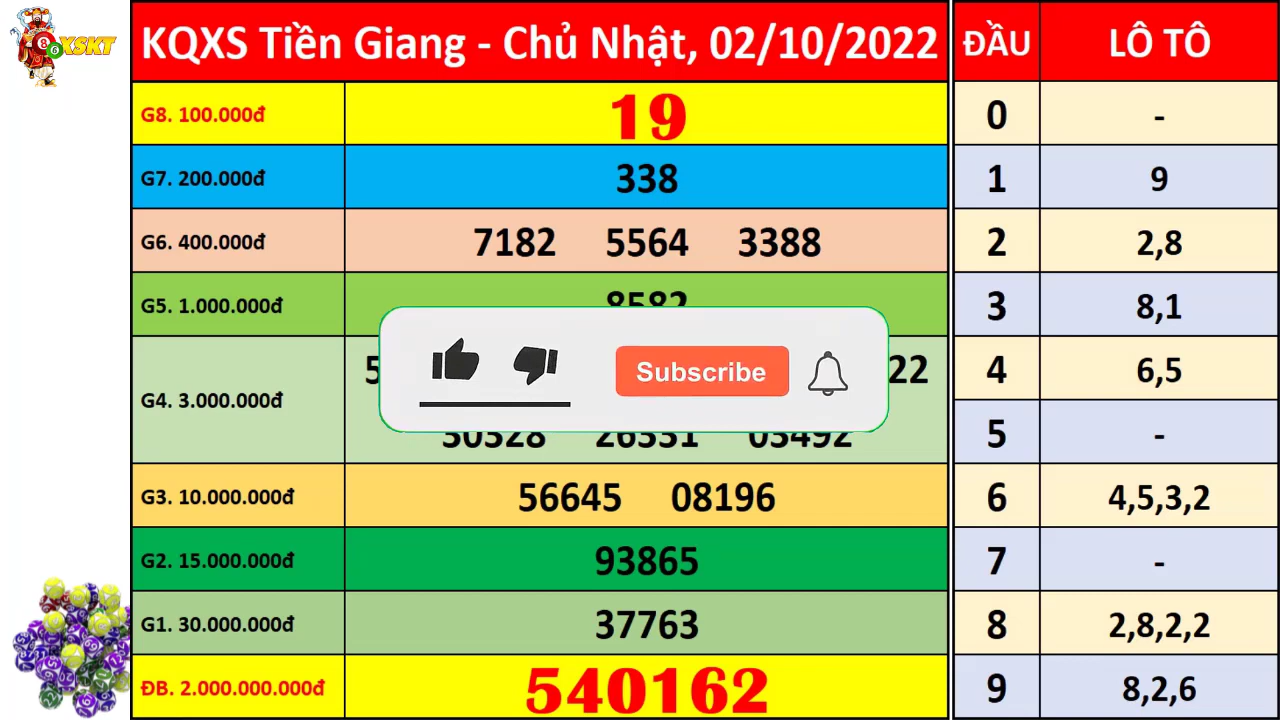 XSKT
KQXS Tiền Giang - Chủ Nhật, 02/10/2022
G8. 100.000đ 19
G7. 200.000đ 338
G6. 400.000đ 7182 5564 3388
G5. 1.000.000đ 8582
G4. 3.000.000đ
30328 26331 03492
Subscribe
G3. 10.000.000đ 56645 08196
G2. 15.000.000đ 93865
G1. 30.000.000đ 37763
ĐB. 2.000.000.000đ 540162
ĐẦU LÔ TÔ
0 -
1 9
2 2,8
3 8,1
4 6,5
5 -
6 4,5,3,2
7 -
8 2,8,2,2
9 8,2,6